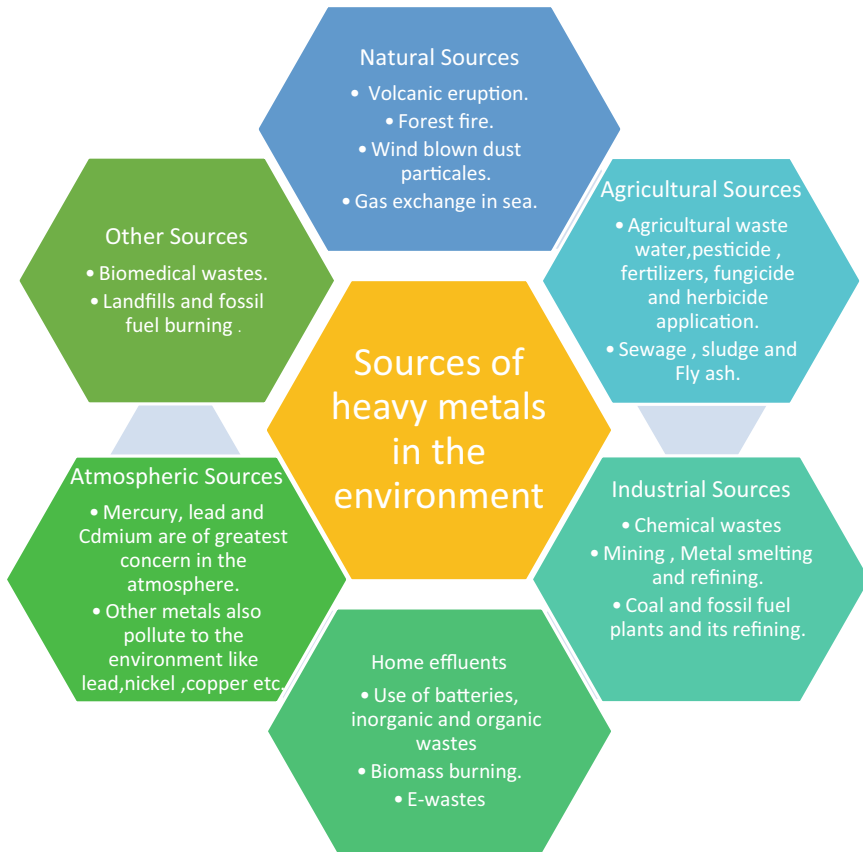 Natural Sources
• Volcanic eruption.
• Forest fire.
• Wind blown dust
particales.
• Gas exchange in sea.
Agricultural Sources
• Agricultural waste
water,pesticide ,
fertilizers, fungicide
and herbicide
application.
• Sewage , sludge and
Fly ash.
Industrial Sources
• Chemical wastes
• Mining , Metal smelting
and refining.
• Coal and fossil fuel
plants and its refining.
Home effluents
• Use of batteries,
inorganic and organic
wastes
• Biomass burning.
• E-wastes
Atmospheric Sources
• Mercury, lead and
Cdmium are of greatest
concern in the
atmosphere.
• Other metals also
pollute to the
environment like
lead,nickel ,copper etc.
Other Sources
• Biomedical wastes.
• Landfills and fossil
fuel burning .
Sources of
heavy metals
in the
environment